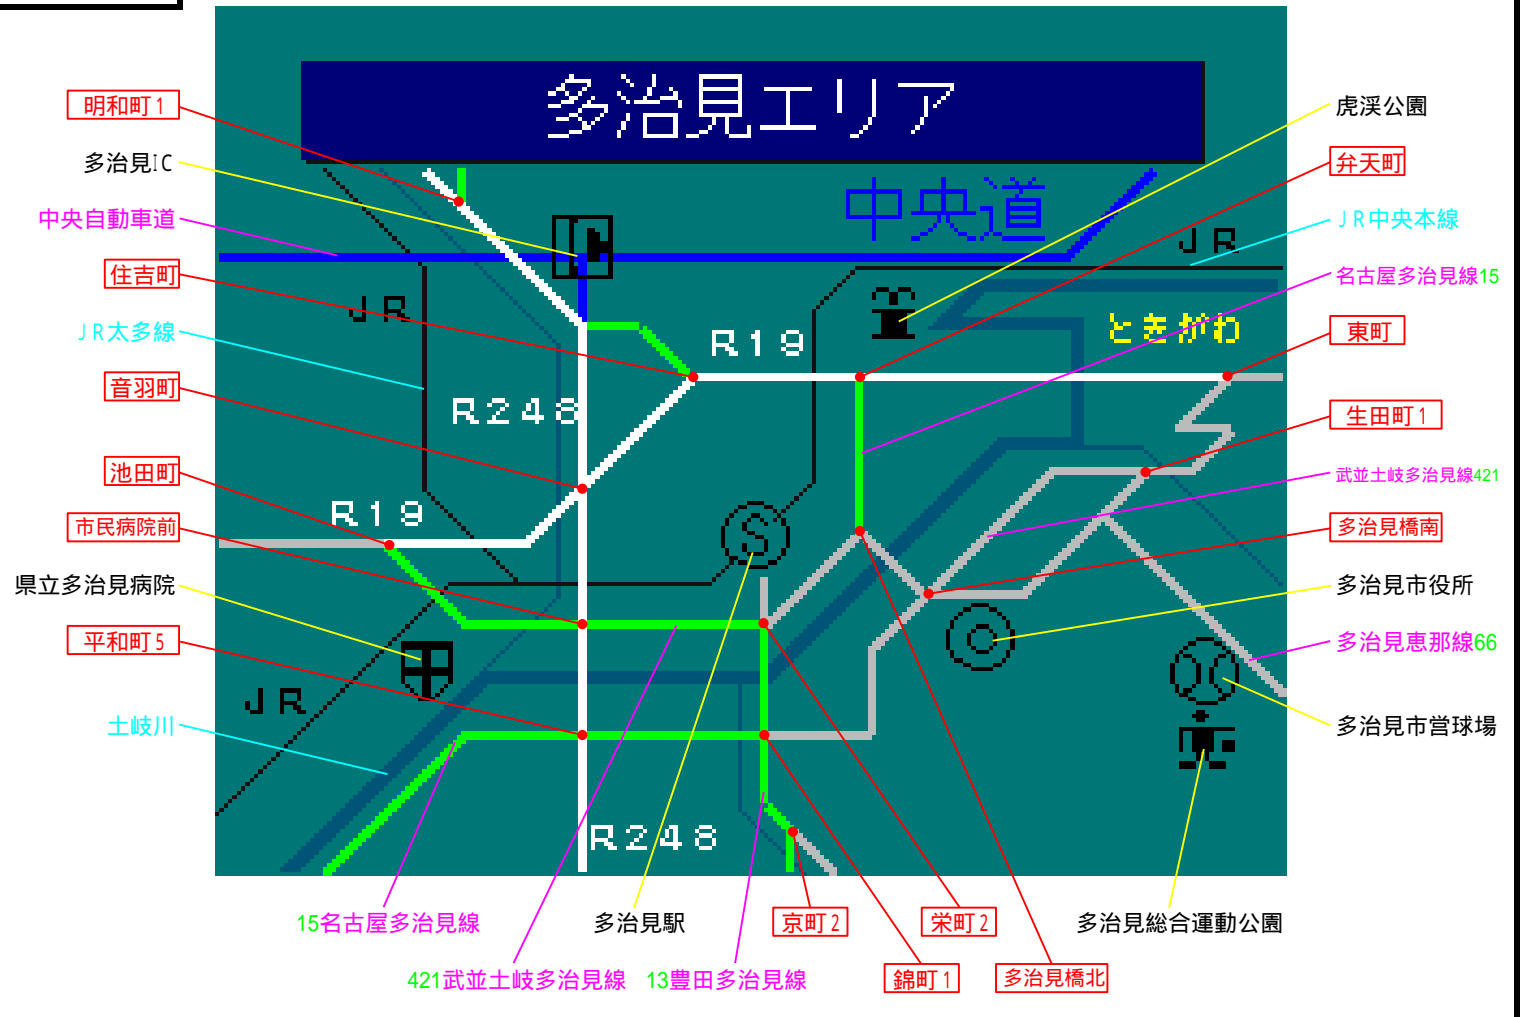 多治見エリア
明和町1
虎渓公園
多治見IC
弁天町
中央道
中央自動車道
JR中央本線
JR
住吉町
名古屋多治見線15
JR
JR太多線
R19
ときがわ
東町
音羽町
R248
生田町1
池田町
武並土岐多治見線421
R19
市民病院前
S
多治見橋南
県立多治見病院
多治見市役所
平和町5
多治見恵那線66
JR
土岐川
多治見市営球場
R248
15名古屋多治見線
多治見駅
京町2
栄町2
多治見総合運動公園
421武並土岐多治見線
13豊田多治見線
錦町1
多治見橋北